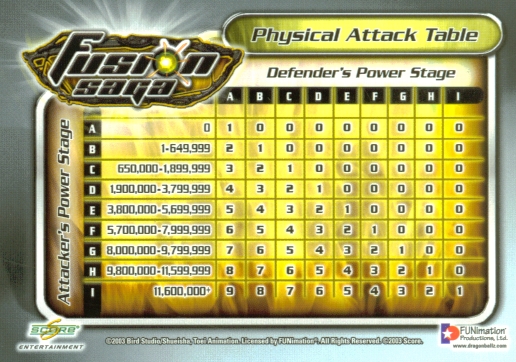 Fusion
saga
Physical Attack Table
Defender's Power Stage
A B C D E F G H I
Attacker's Power Stage
A 0 1 0 0 0 0 0 0 0 0
B 1-649,999 2 1 0 0 0 0 0 0 0
C 650,000-1,899,999 3 2 1 0 0 0 0 0 0
D 1,900,000-3,799,999 4 3 2 1 0 0 0 0 0
E 3,800,000-5,699,999 5 4 3 2 1 0 0 0 0
F 5,700,000-7,999,999 6 5 4 3 2 1 0 0 0
G 8,000,000-9,799,999 7 6 5 4 3 2 1 0 0
H 9,800,000-11,599,999 8 7 6 5 4 3 2 1 0
I 11,600,000+ 9 8 7 6 5 4 3 2 1
SCORE
ENTERTAINMENT
©2003 Bird Studio/Shueisha, Toei Animation. Licensed by FUNimation®. All Rights Reserved. ©2003 Score.
FUNimation
Productions, Ltd.
www.dragonballz.com